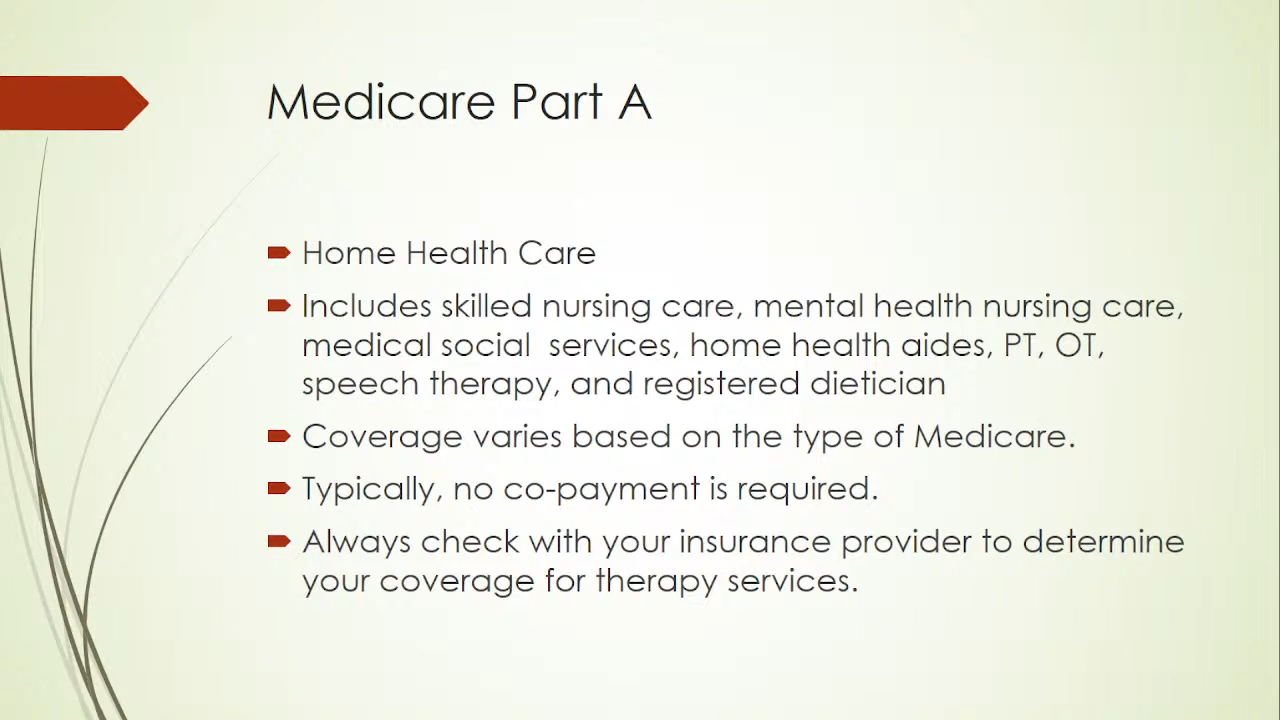 Medicare Part A
Home Health Care
Includes skilled nursing care, mental health nursing care,
medical social  services, home health aides, PT, OT,
speech therapy, and registered dietician
Coverage varies based on the type of Medicare.
Typically, no co-payment is required.
Always check with your insurance provider to determine
your coverage for therapy services.